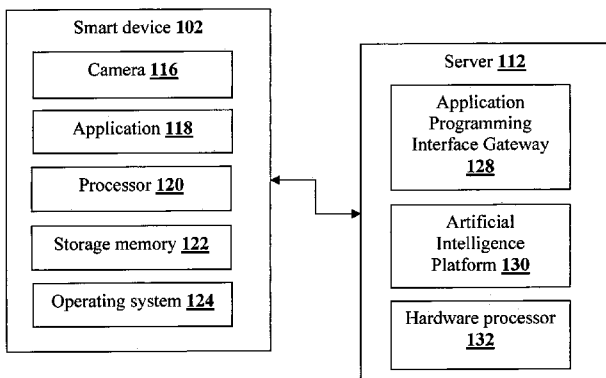 Smart device 102
Camera 116
Application 118
Processor 120
Storage memory 122
Operating system 124
Server 112
Application
Programming
Interface Gateway
128
Artificial
Intelligence
Platform 130
Hardware processor
132